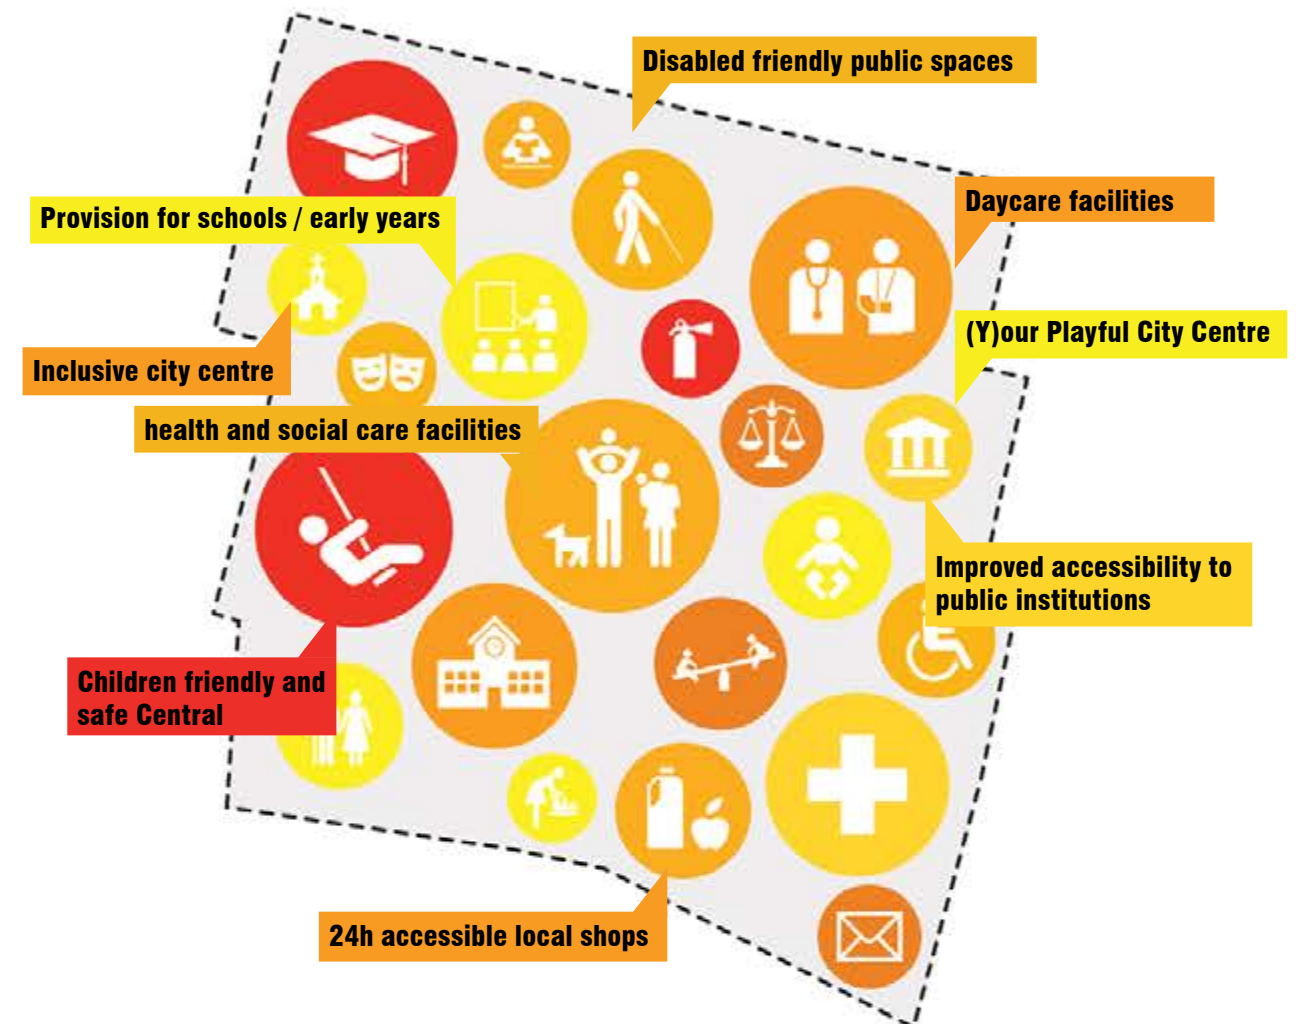 Disabled friendly public spaces
Daycare facilities
Provision for schools / early years
(Y)our Playful City Centre
Inclusive city centre
health and social care facilities
Improved accessibility to
public institutions
Children friendly and
safe Central
24h accessible local shops